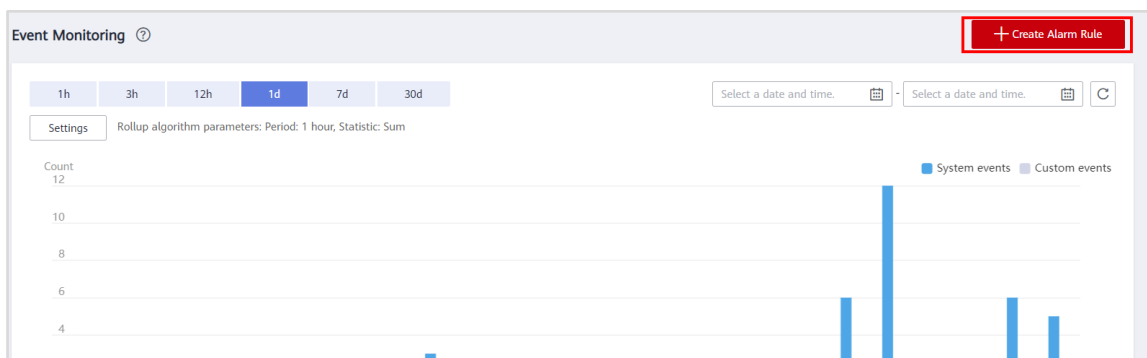 Event Monitoring
+ Create Alarm Rule
1h 3h 12h 1d 7d 30d
Select a date and time. - Select a date and time.
Settings Rollup algorithm parameters: Period: 1 hour, Statistic: Sum
Count
System events Custom events
12
10
8
6
4